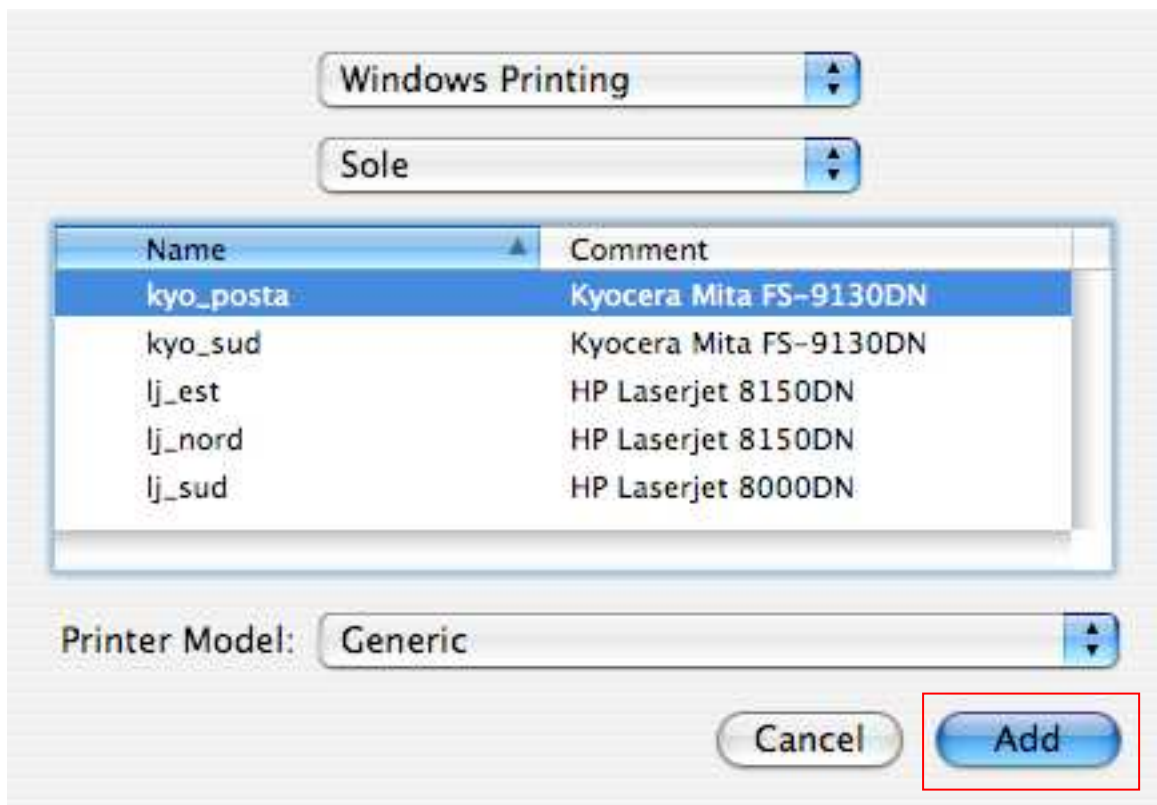 Windows Printing
Sole
Name Comment
kyo_posta Kyocera Mita FS-9130DN
kyo_sud Kyocera Mita FS-9130DN
lj_est HP Laserjet 8150DN
lj_nord HP Laserjet 8150DN
lj_sud HP Laserjet 8000DN
Printer Model: Generic
Cancel Add